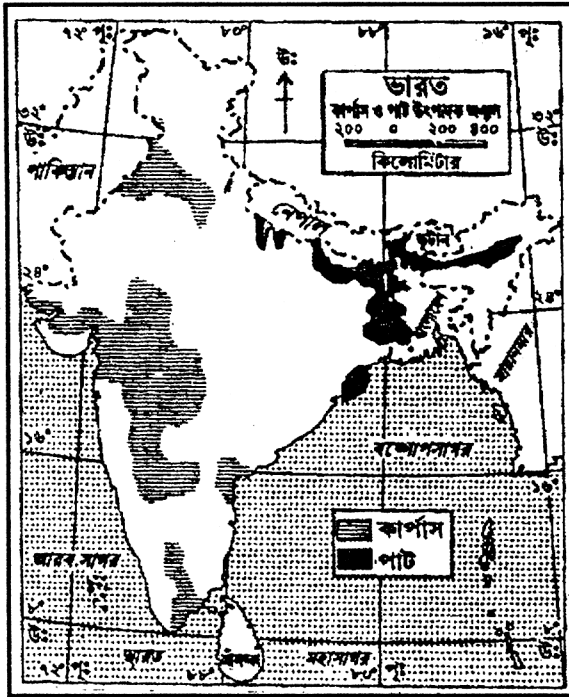 ৭২° পূঃ ৮০° ৮৮° ৯৬° পূঃ
উঃ
ভারত
কার্পাস ও পাট উৎপাদক অঞ্চল
২০০ ০ ২০০ ৪০০
কিলোমিটার
৩২° উঃ
৩২° উঃ
পাকিস্তান
নেপাল
ভুটান
২৪°
২৪°
বাংলাদেশ
মায়ানমার
১৬°
বঙ্গোপসাগর
১৬°
কার্পাস
পাট
আরব সাগর
৮° উঃ
৮° উঃ
ভারত
মহাসাগর
৭২° পূঃ
৮৮° পূঃ